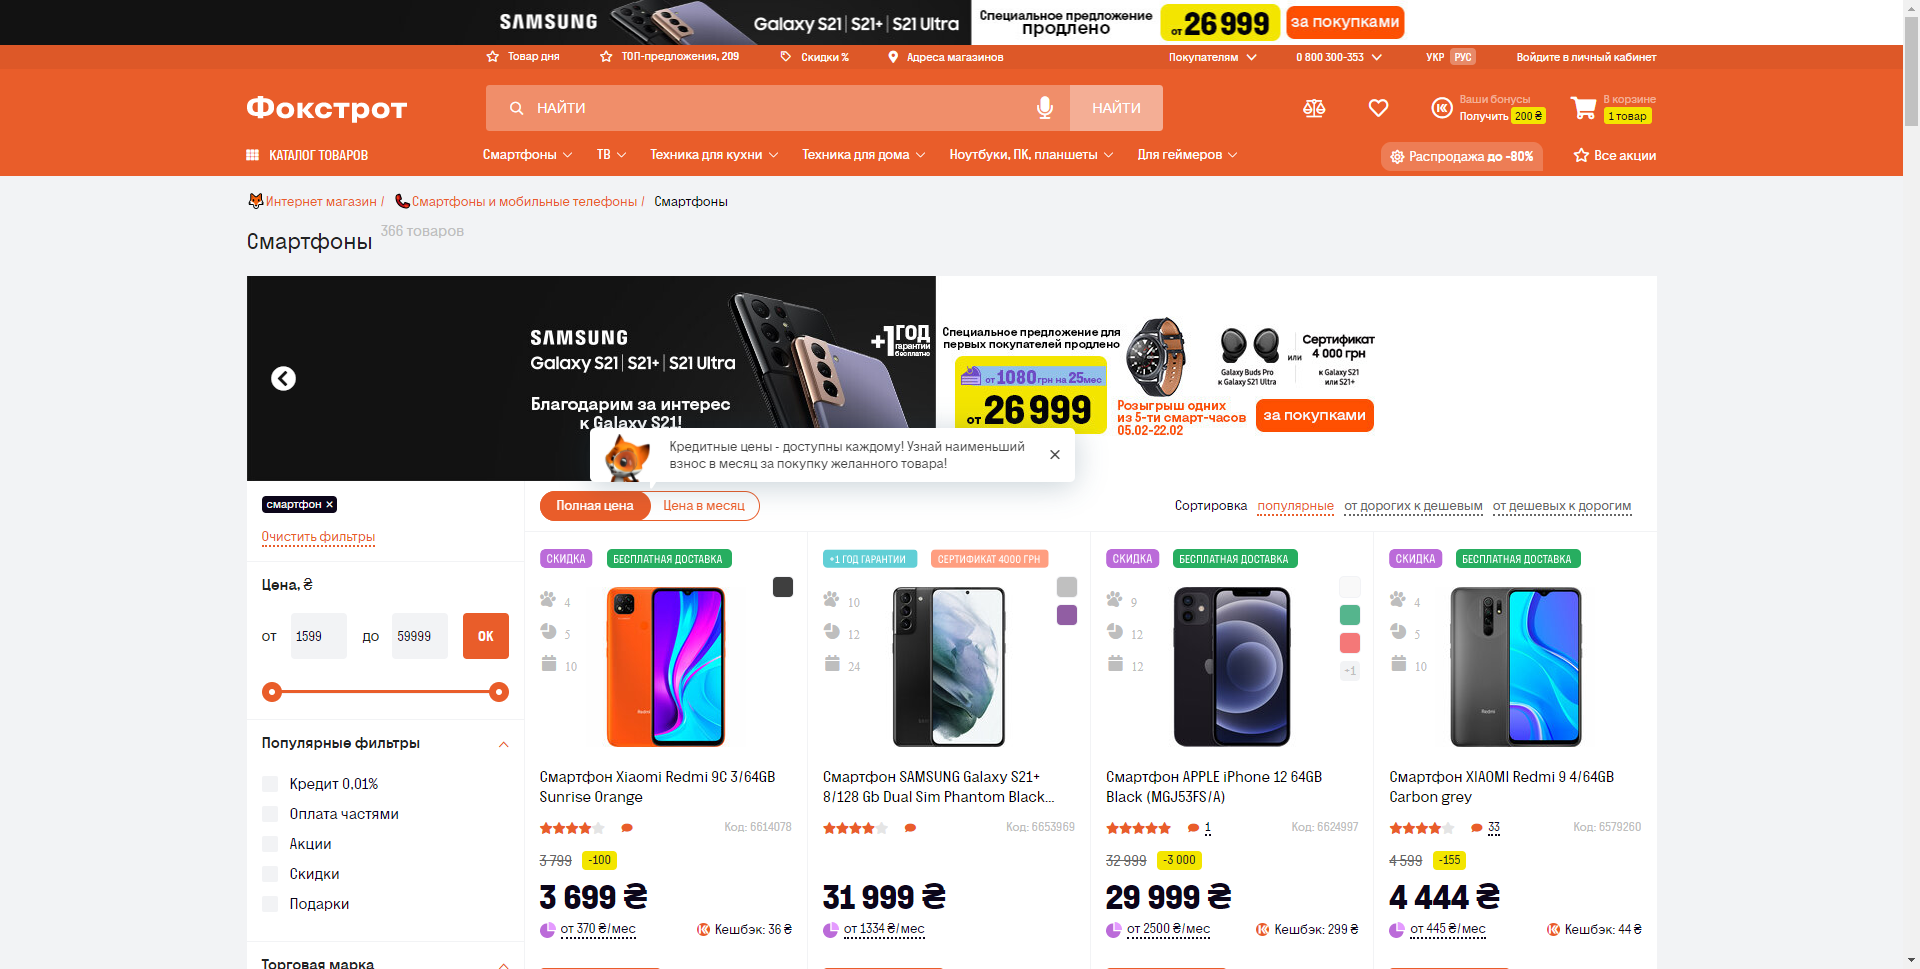 SAMSUNG
Galaxy S21 | S21+ | S21 Ultra
Специальное предложение
продлено
от 26 999
за покупками
Товар дня
ТОП-предложения, 209
Скидки %
Адреса магазинов
Покупателям
0 800 300-353
УКР РУС
Войдите в личный кабинет
Фокстрот
НАЙТИ
НАЙТИ
Ваши бонусы
Получить 200 ₴
В корзине
1 товар
КАТАЛОГ ТОВАРОВ
Смартфоны
ТВ
Техника для кухни
Техника для дома
Ноутбуки, ПК, планшеты
Для геймеров
Распродажа до -80%
Все акции
Интернет магазин / Смартфоны и мобильные телефоны / Смартфоны
Смартфоны 366 товаров
SAMSUNG
Galaxy S21 | S21+ | S21 Ultra
Благодарим за интерес
к Galaxy S21!
+1 ГОД
гарантии
бесплатно
Специальное предложение для
первых покупателей продлено
от 1080 грн на 25 мес
от 26 999
Galaxy Buds Pro
к Galaxy S21 Ultra
или
Сертификат
4 000 грн
к Galaxy S21
или S21+
Розыгрыш одних
из 5-ти смарт-часов
05.02-22.02
за покупками
Кредитные цены - доступны каждому! Узнай наименьший
взнос в месяц за покупку желанного товара!
смартфон ×
Очистить фильтры
Цена, ₴
от 1599 до 59999 ОК
Популярные фильтры
Кредит 0,01%
Оплата частями
Акции
Скидки
Подарки
Торговая марка
Полная цена
Цена в месяц
Сортировка популярные от дорогих к дешевым от дешевых к дорогим
СКИДКА БЕСПЛАТНАЯ ДОСТАВКА
4
5
10
Redmi
Смартфон Xiaomi Redmi 9C 3/64GB
Sunrise Orange
Код: 6614078
3 799 -100
3 699 ₴
от 370 ₴/мес
Кешбэк: 36 ₴
+1 ГОД ГАРАНТИИ СЕРТИФИКАТ 4000 ГРН
10
12
24
Смартфон SAMSUNG Galaxy S21+
8/128 Gb Dual Sim Phantom Black...
Код: 6653969
31 999 ₴
от 1334 ₴/мес
СКИДКА БЕСПЛАТНАЯ ДОСТАВКА
9
12
12
+1
Смартфон APPLE iPhone 12 64GB
Black (MGJ53FS/A)
1
Код: 6624997
32 999 -3 000
29 999 ₴
от 2500 ₴/мес
Кешбэк: 299 ₴
СКИДКА БЕСПЛАТНАЯ ДОСТАВКА
4
5
10
Redmi
Смартфон XIAOMI Redmi 9 4/64GB
Carbon grey
33
Код: 6579260
4 599 -155
4 444 ₴
от 445 ₴/мес
Кешбэк: 44 ₴